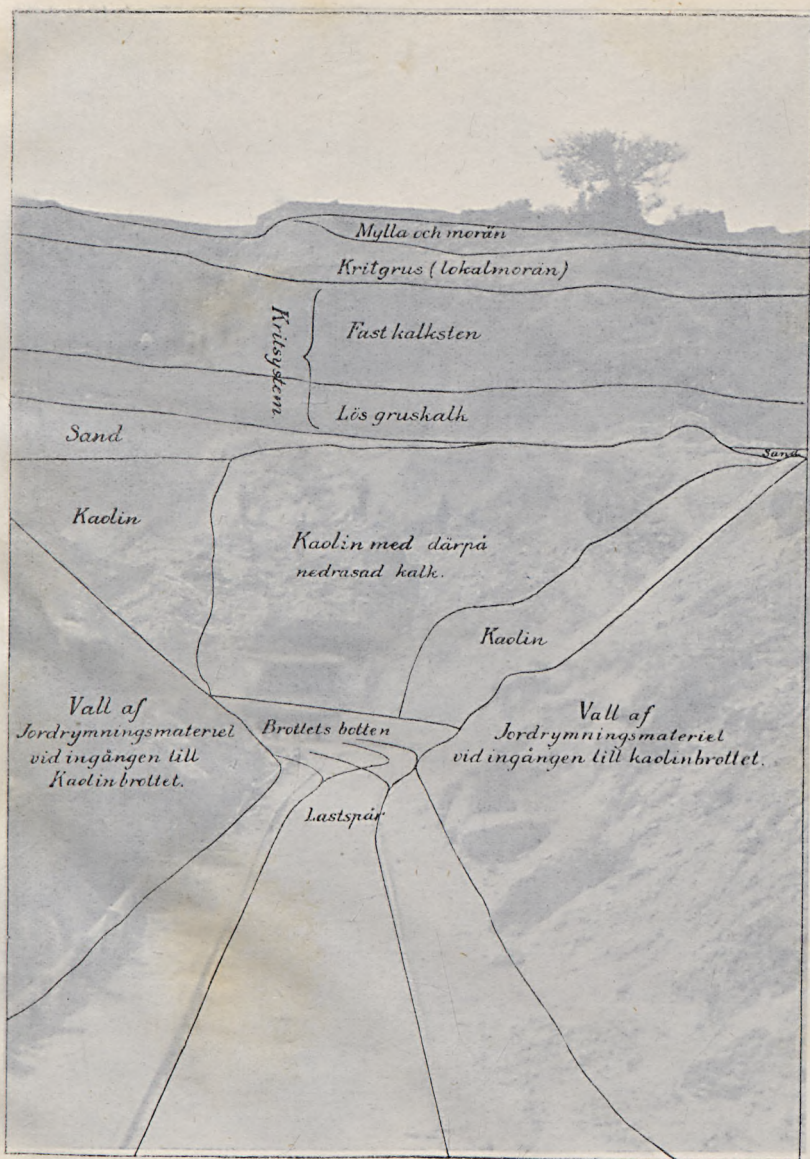 Mylla och morän
Kritgrus (lokalmorän)
Kritsystem.
Fast kalksten
Lös gruskalk
Sand
Sand
Kaolin
Kaolin med därpå
nedrasad kalk.
Kaolin
Vall af
Jordrymningsmateriel
vid ingången till
Kaolinbrottet.
Brottets botten
Vall af
Jordrymningsmateriel
vid ingången till kaolinbrottet.
Lastspår